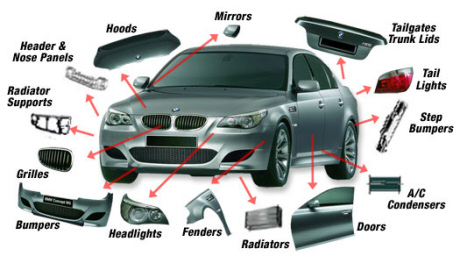 Mirrors
Hoods
Tailgates
Trunk Lids
Header &
Nose Panels
Tail
Lights
Radiator
Supports
Step
Bumpers
Grilles
A/C
Condensers
Bumpers
Headlights
Fenders
Radiators
Doors